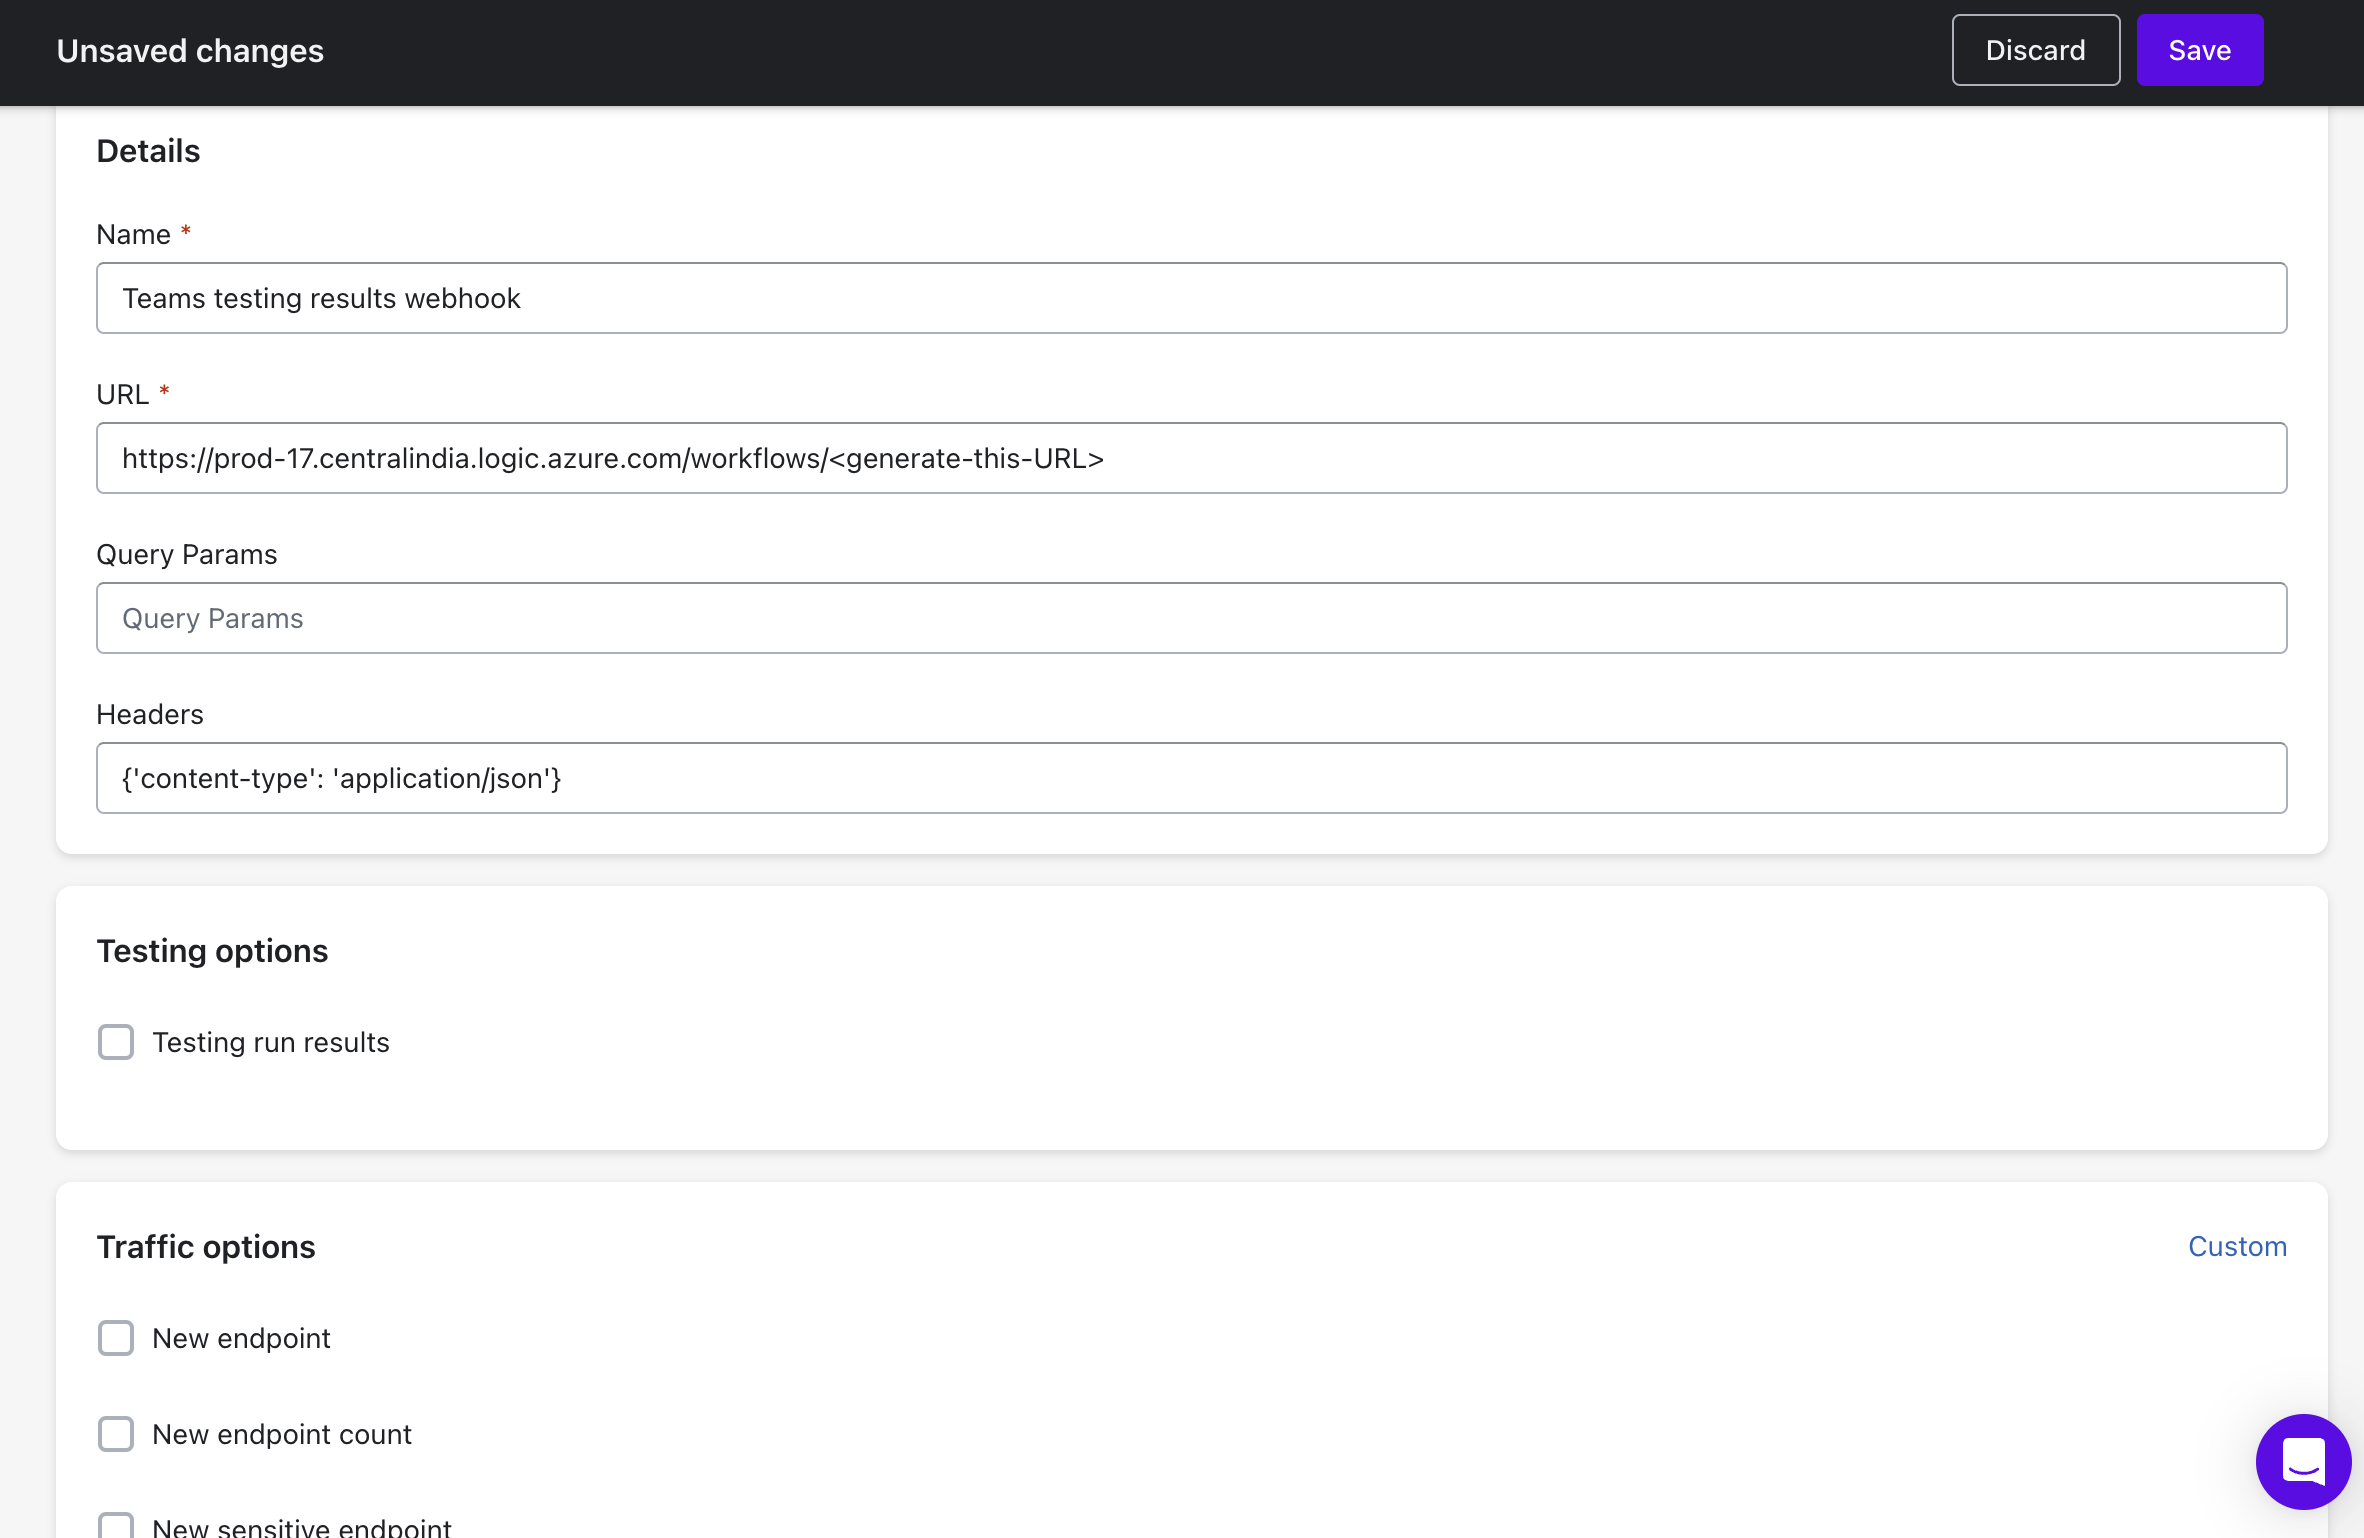 Unsaved changes
Discard
Save
Details
Name *
Teams testing results webhook
URL *
https://prod-17.centralindia.logic.azure.com/workflows/<generate-this-URL>
Query Params
Query Params
Headers
{'content-type': 'application/json'}
Testing options
Testing run results
Traffic options
Custom
New endpoint
New endpoint count
New sensitive endpoint